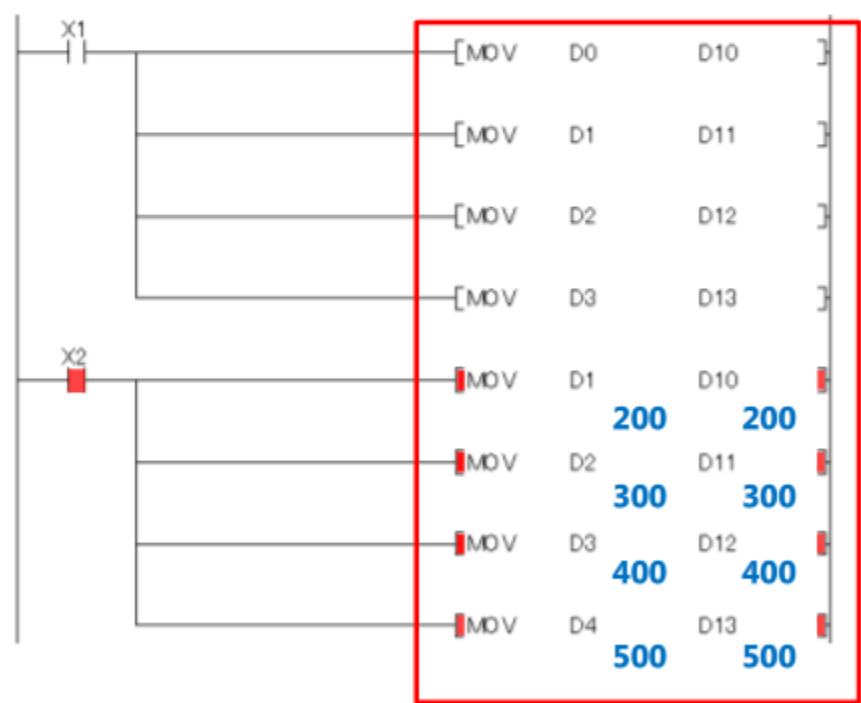 X1
[MOV D0 D10 ]
[MOV D1 D11 ]
[MOV D2 D12 ]
[MOV D3 D13 ]
X2
[MOV D1 D10 ]
200 200
[MOV D2 D11 ]
300 300
[MOV D3 D12 ]
400 400
[MOV D4 D13 ]
500 500